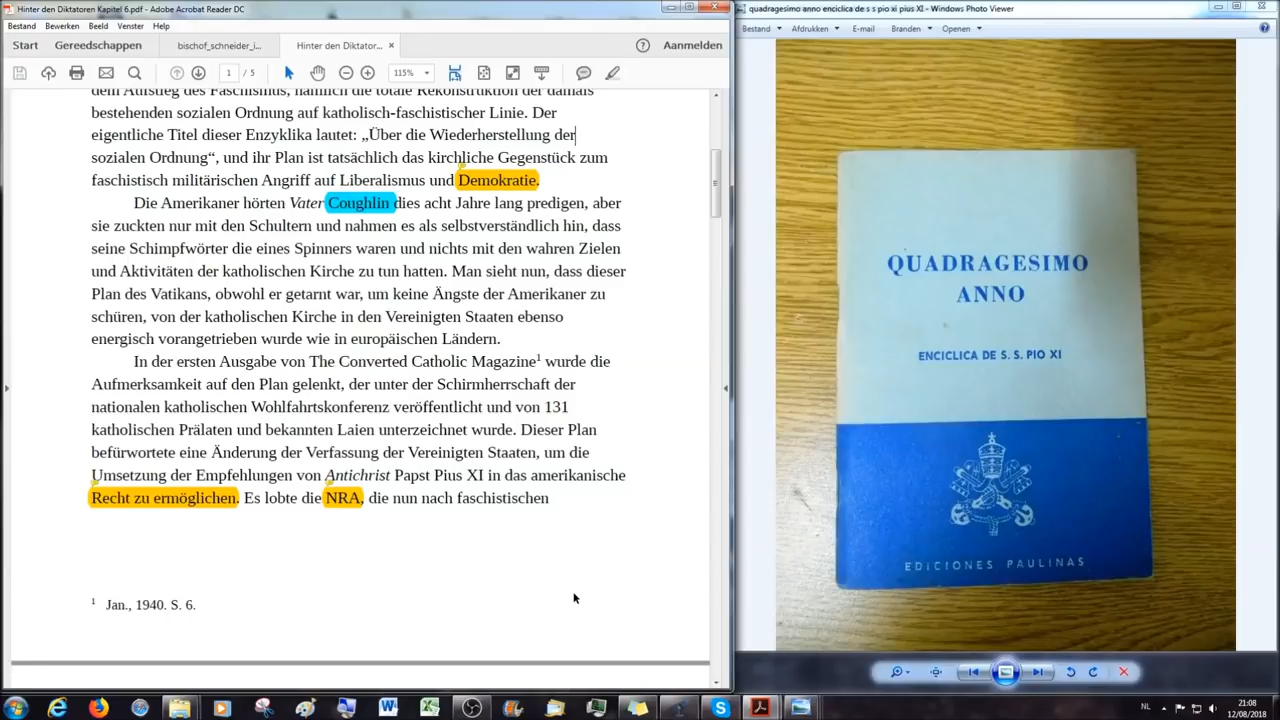 Hinter den Diktatoren Kapitel 6.pdf - Adobe Acrobat Reader DC
Bestand Bewerken Beeld Venster Help
Start Gereedschappen bischof_schneider_i... Hinter den Diktator... × Anmelden
1 / 5 115%
dem Aufstieg des Faschismus, nämlich die totale Rekonstruktion der damals
bestehenden sozialen Ordnung auf katholisch-faschistischer Linie. Der
eigentliche Titel dieser Enzyklika lautet: „Über die Wiederherstellung der
sozialen Ordnung“, und ihr Plan ist tatsächlich das kirchliche Gegenstück zum
faschistisch militärischen Angriff auf Liberalismus und Demokratie.
Die Amerikaner hörten Vater Coughlin dies acht Jahre lang predigen, aber
sie zuckten nur mit den Schultern und nahmen es als selbstverständlich hin, dass
seine Schimpfwörter die eines Spinners waren und nichts mit den wahren Zielen
und Aktivitäten der katholischen Kirche zu tun hatten. Man sieht nun, dass dieser
Plan des Vatikans, obwohl er getarnt war, um keine Ängste der Amerikaner zu
schüren, von der katholischen Kirche in den Vereinigten Staaten ebenso
energisch vorangetrieben wurde wie in europäischen Ländern.
In der ersten Ausgabe von The Converted Catholic Magazine¹ wurde die
Aufmerksamkeit auf den Plan gelenkt, der unter der Schirmherrschaft der
nationalen katholischen Wohlfahrtskonferenz veröffentlicht und von 131
katholischen Prälaten und bekannten Laien unterzeichnet wurde. Dieser Plan
befürwortete eine Änderung der Verfassung der Vereinigten Staaten, um die
Umsetzung der Empfehlungen von Antichrist Papst Pius XI in das amerikanische
Recht zu ermöglichen. Es lobte die NRA, die nun nach faschistischen
¹ Jan., 1940. S. 6.
quadragesimo anno enciclica de s s pio xi pius XI - Windows Photo Viewer
Bestand Afdrukken E-mail Branden Openen
QUADRAGESIMO
ANNO
ENCICLICA DE S. S. PIO XI
EDICIONES PAULINAS
NL 21:08
12/08/2018